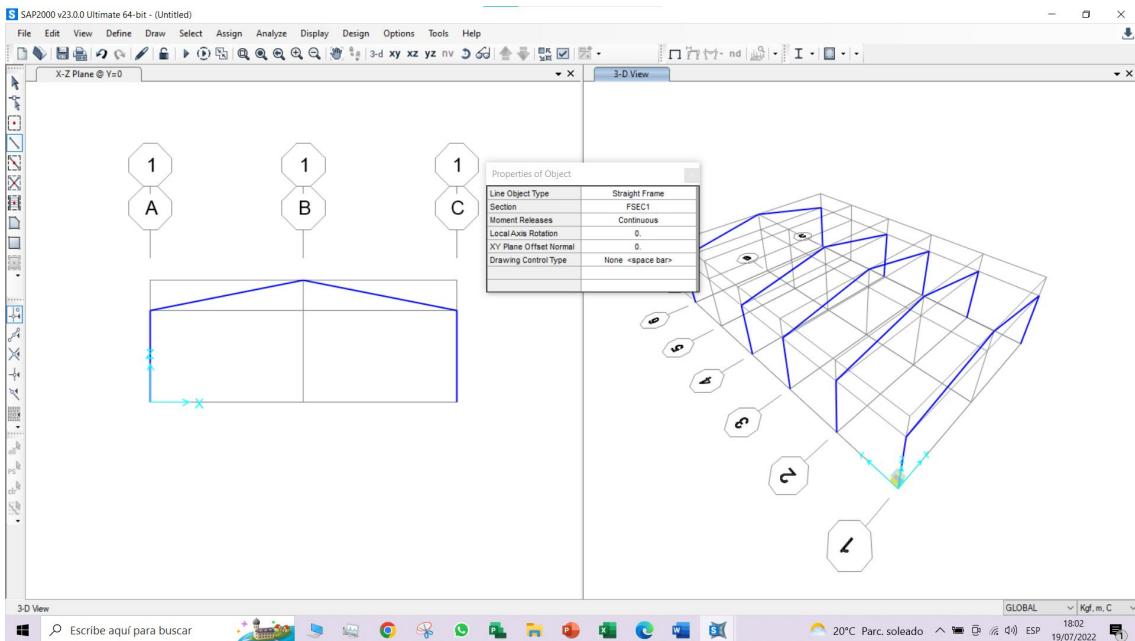 SAP2000 v23.0.0 Ultimate 64-bit - (Untitled)
File Edit View Define Draw Select Assign Analyze Display Design Options Tools Help
3-d xy xz yz nv
nd
X-Z Plane @ Y=0
3-D View
1 1 1
A B C
X
Properties of Object
Line Object Type Straight Frame
Section FSEC1
Moment Releases Continuous
Local Axis Rotation 0.
XY Plane Offset Normal 0.
Drawing Control Type None <space bar>
6
5
4
3
2
1
all
PS
clr
3-D View
GLOBAL
Kgf, m, C
Escribe aquí para buscar
20°C Parc. soleado
ESP
18:02
19/07/2022